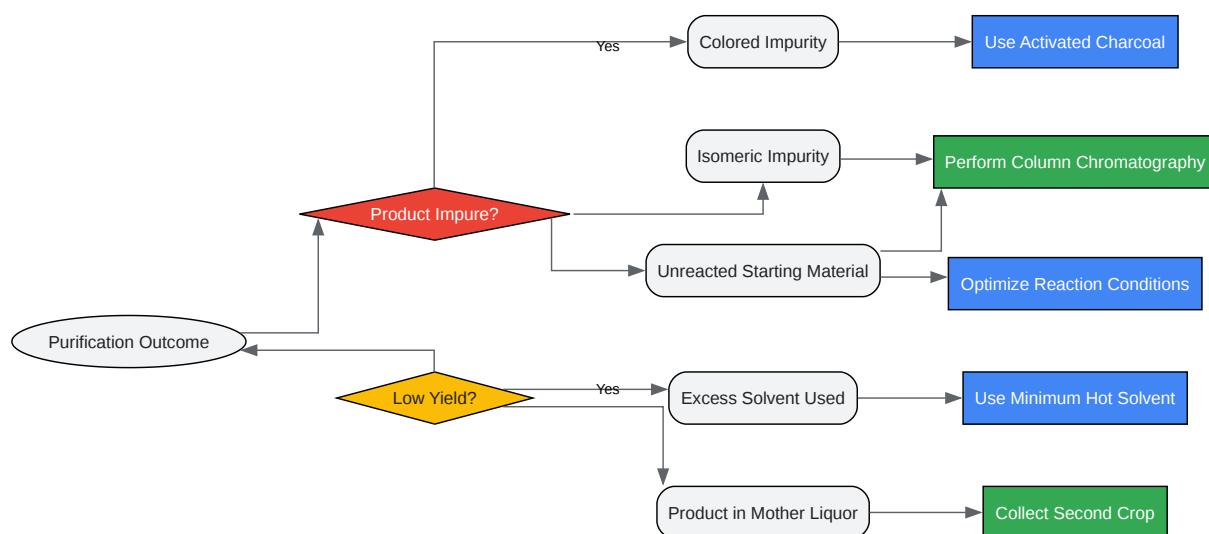 Yes
Colored Impurity
Use Activated Charcoal
Isomeric Impurity
Perform Column Chromatography
Product Impure?
Unreacted Starting Material
Optimize Reaction Conditions
Purification Outcome
Low Yield?
Yes
Excess Solvent Used
Use Minimum Hot Solvent
Product in Mother Liquor
Collect Second Crop